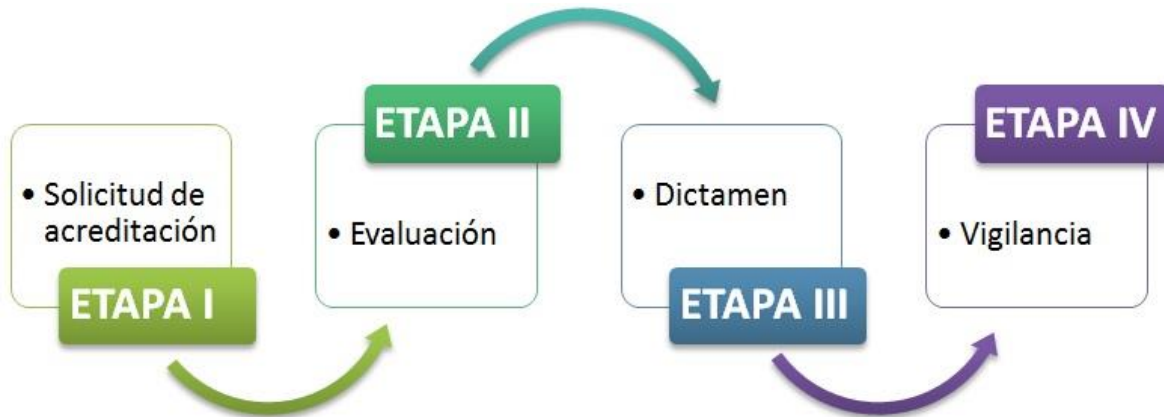 • Solicitud de
acreditación
ETAPA I
ETAPA II
• Evaluación
• Dictamen
ETAPA III
ETAPA IV
• Vigilancia